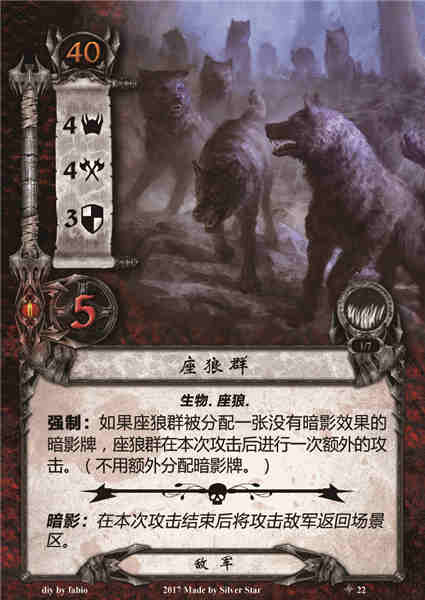 40
4
4
3
5
17
座狼群
生物. 座狼.
强制：如果座狼群被分配一张没有暗影效果的
暗影牌，座狼群在本次攻击后进行一次额外的攻
击。（不用额外分配暗影牌。）
暗影：在本次攻击结束后将攻击敌军返回场景
区。
敌军
diy by fabio
2017 Made by Silver Star
22